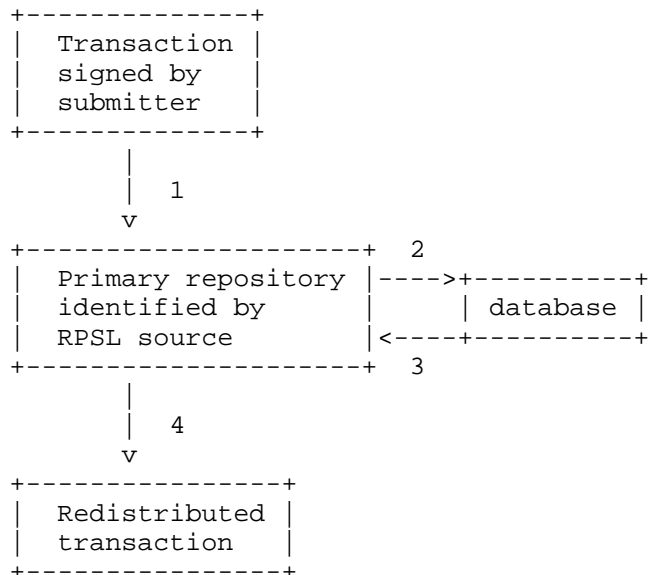 Transaction
signed by
submitter
1
2
Primary repository
identified by
database
RPSL source
3
4
Redistributed
transaction